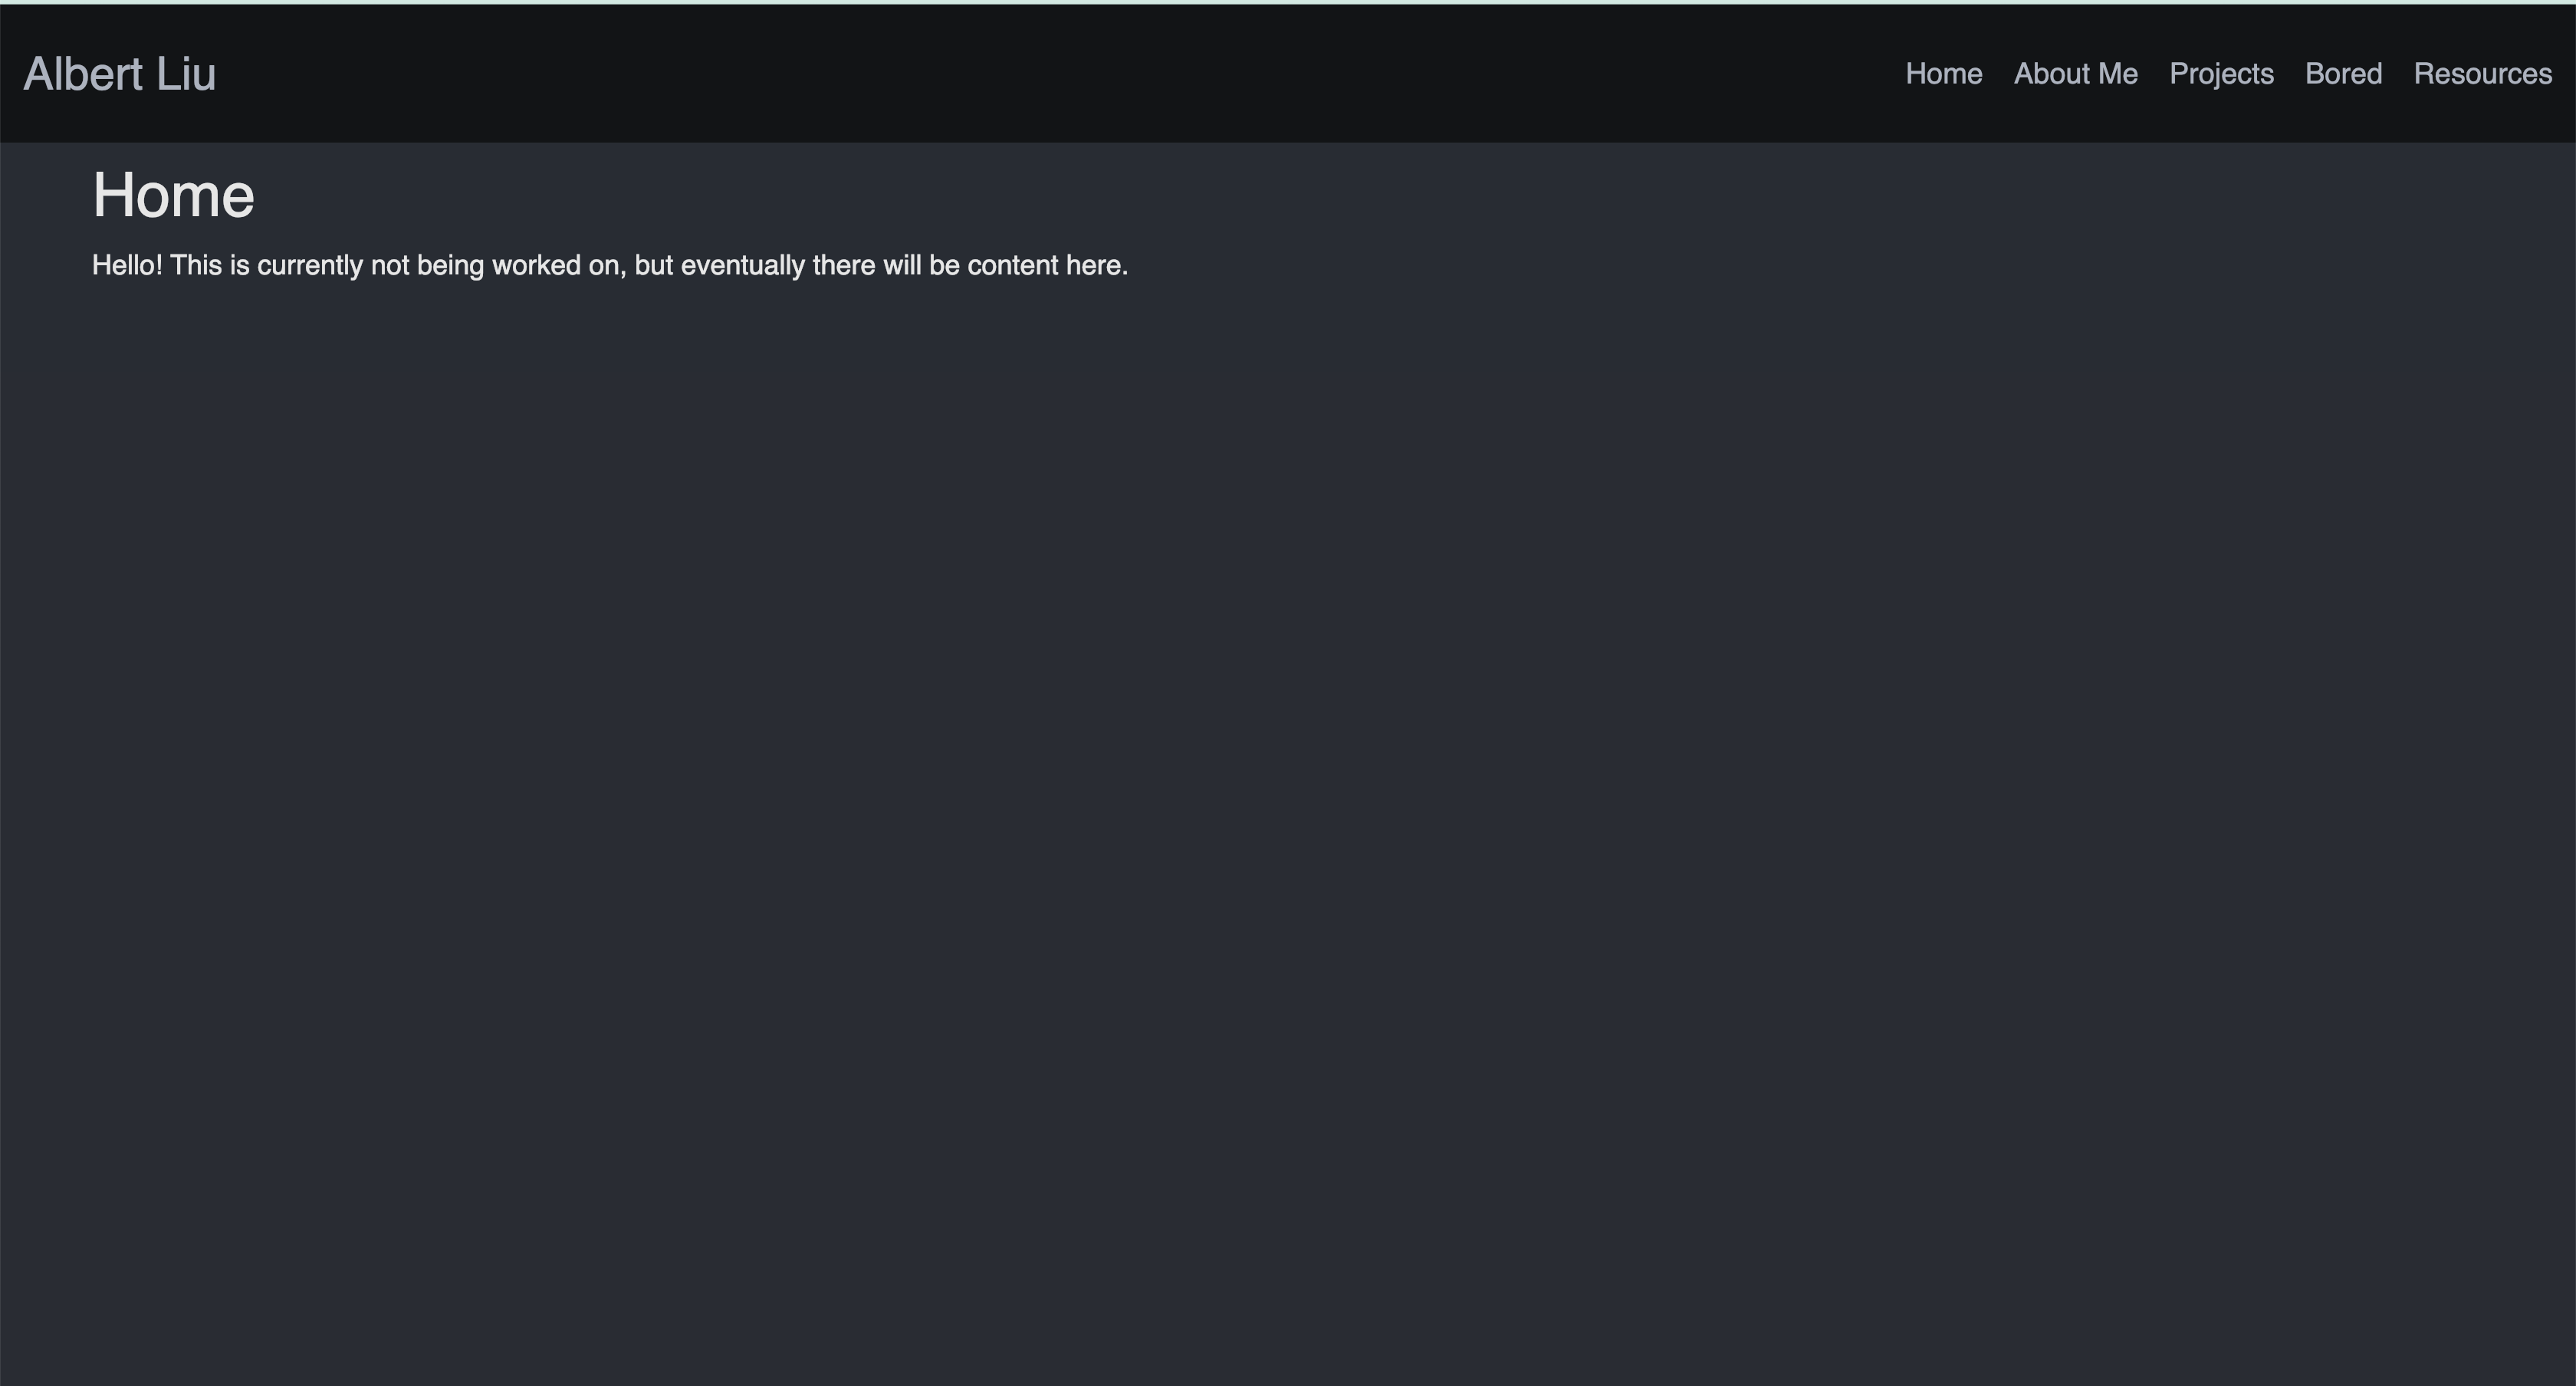 Albert Liu
Home About Me Projects Bored Resources
Home
Hello! This is currently not being worked on, but eventually there will be content here.